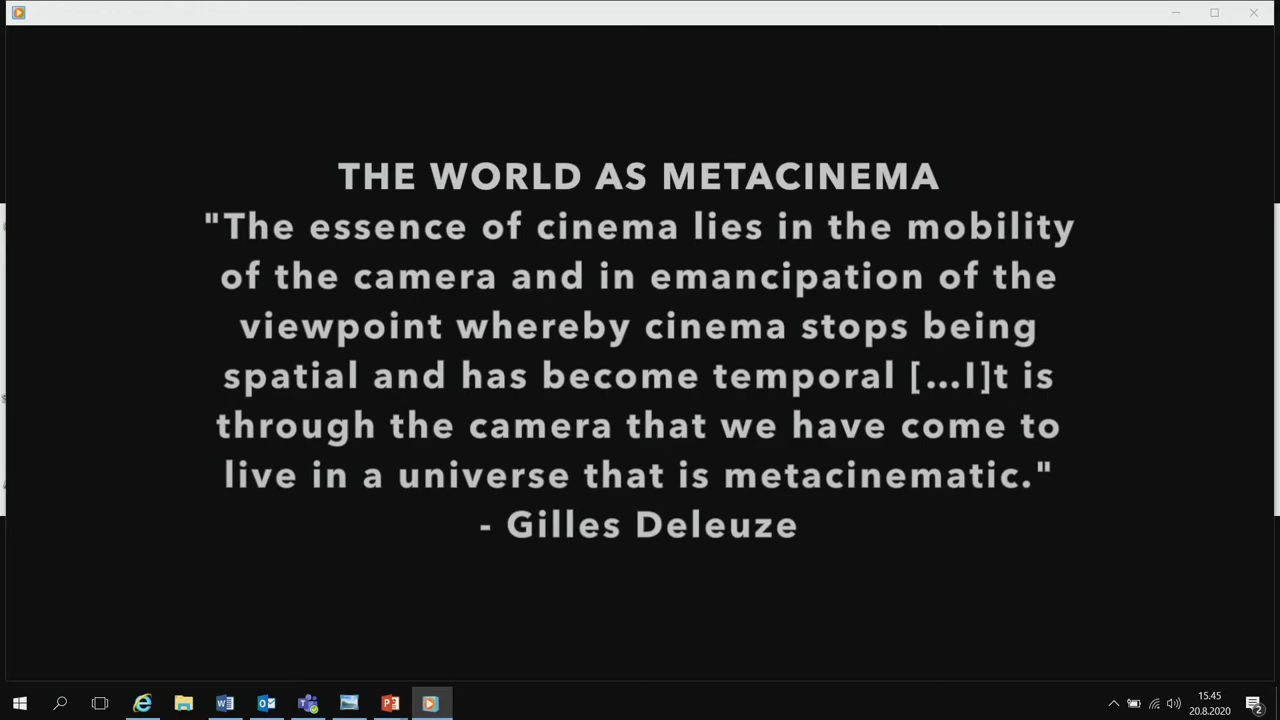 THE WORLD AS METACINEMA
"The essence of cinema lies in the mobility
of the camera and in emancipation of the
viewpoint whereby cinema stops being
spatial and has become temporal [...I]t is
through the camera that we have come to
live in a universe that is metacinematic."
- Gilles Deleuze
15.45
20.8.2020
2